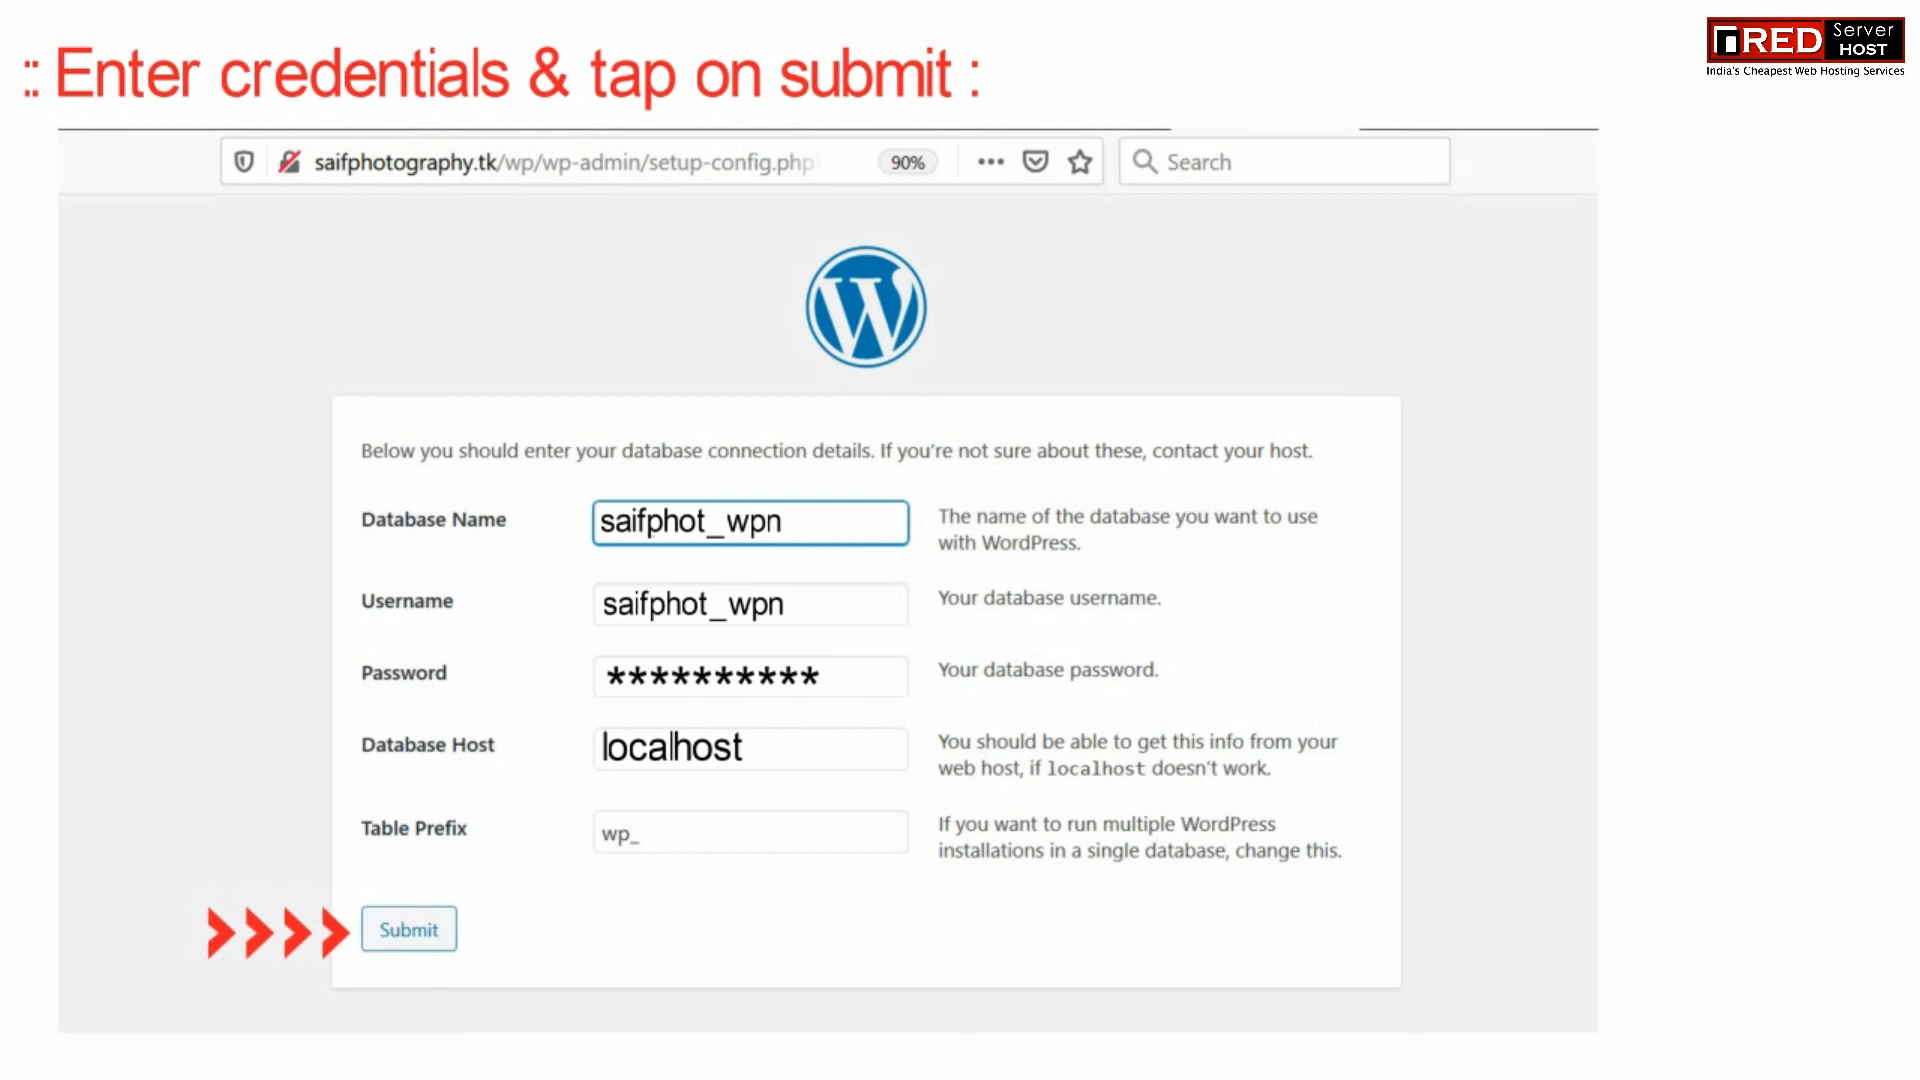 :: Enter credentials & tap on submit :
RED Server HOST
India's Cheapest Web Hosting Services
saifphotography.tk/wp/wp-admin/setup-config.php
90%
Search
Below you should enter your database connection details. If you're not sure about these, contact your host.
Database Name
saifphot_wpn
The name of the database you want to use
with WordPress.
Username
saifphot_wpn
Your database username.
Password
**********
Your database password.
Database Host
localhost
You should be able to get this info from your
web host, if localhost doesn't work.
Table Prefix
wp_
If you want to run multiple WordPress
installations in a single database, change this.
Submit